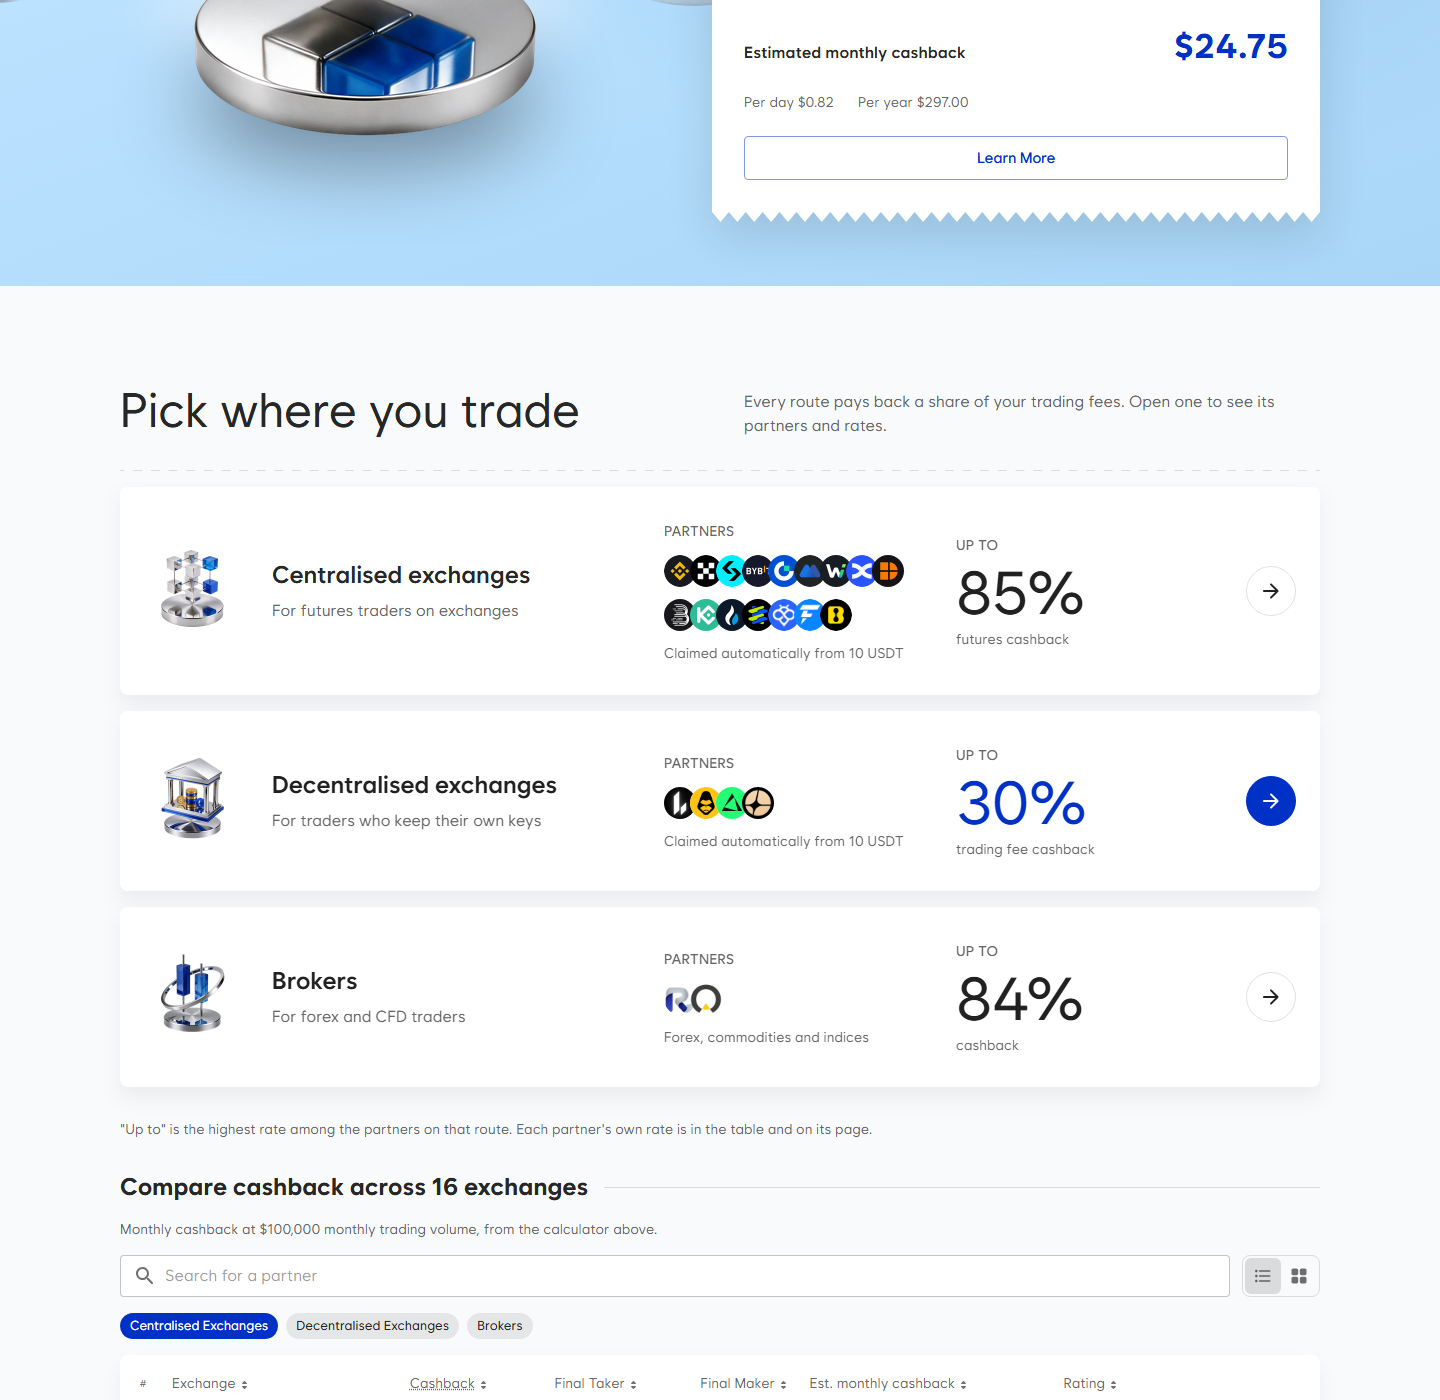 Estimated monthly cashback
$24.75
Per day $0.82
Per year $297.00
Learn More
Pick where you trade
Every route pays back a share of your trading fees. Open one to see its
partners and rates.
Centralised exchanges
For futures traders on exchanges
PARTNERS
BYBIT
Claimed automatically from 10 USDT
UP TO
85%
futures cashback
Decentralised exchanges
For traders who keep their own keys
PARTNERS
Claimed automatically from 10 USDT
UP TO
30%
trading fee cashback
Brokers
For forex and CFD traders
PARTNERS
Forex, commodities and indices
UP TO
84%
cashback
"Up to" is the highest rate among the partners on that route. Each partner's own rate is in the table and on its page.
Compare cashback across 16 exchanges
Monthly cashback at $100,000 monthly trading volume, from the calculator above.
Search for a partner
Centralised Exchanges
Decentralised Exchanges
Brokers
# Exchange Cashback Final Taker Final Maker Est. monthly cashback Rating